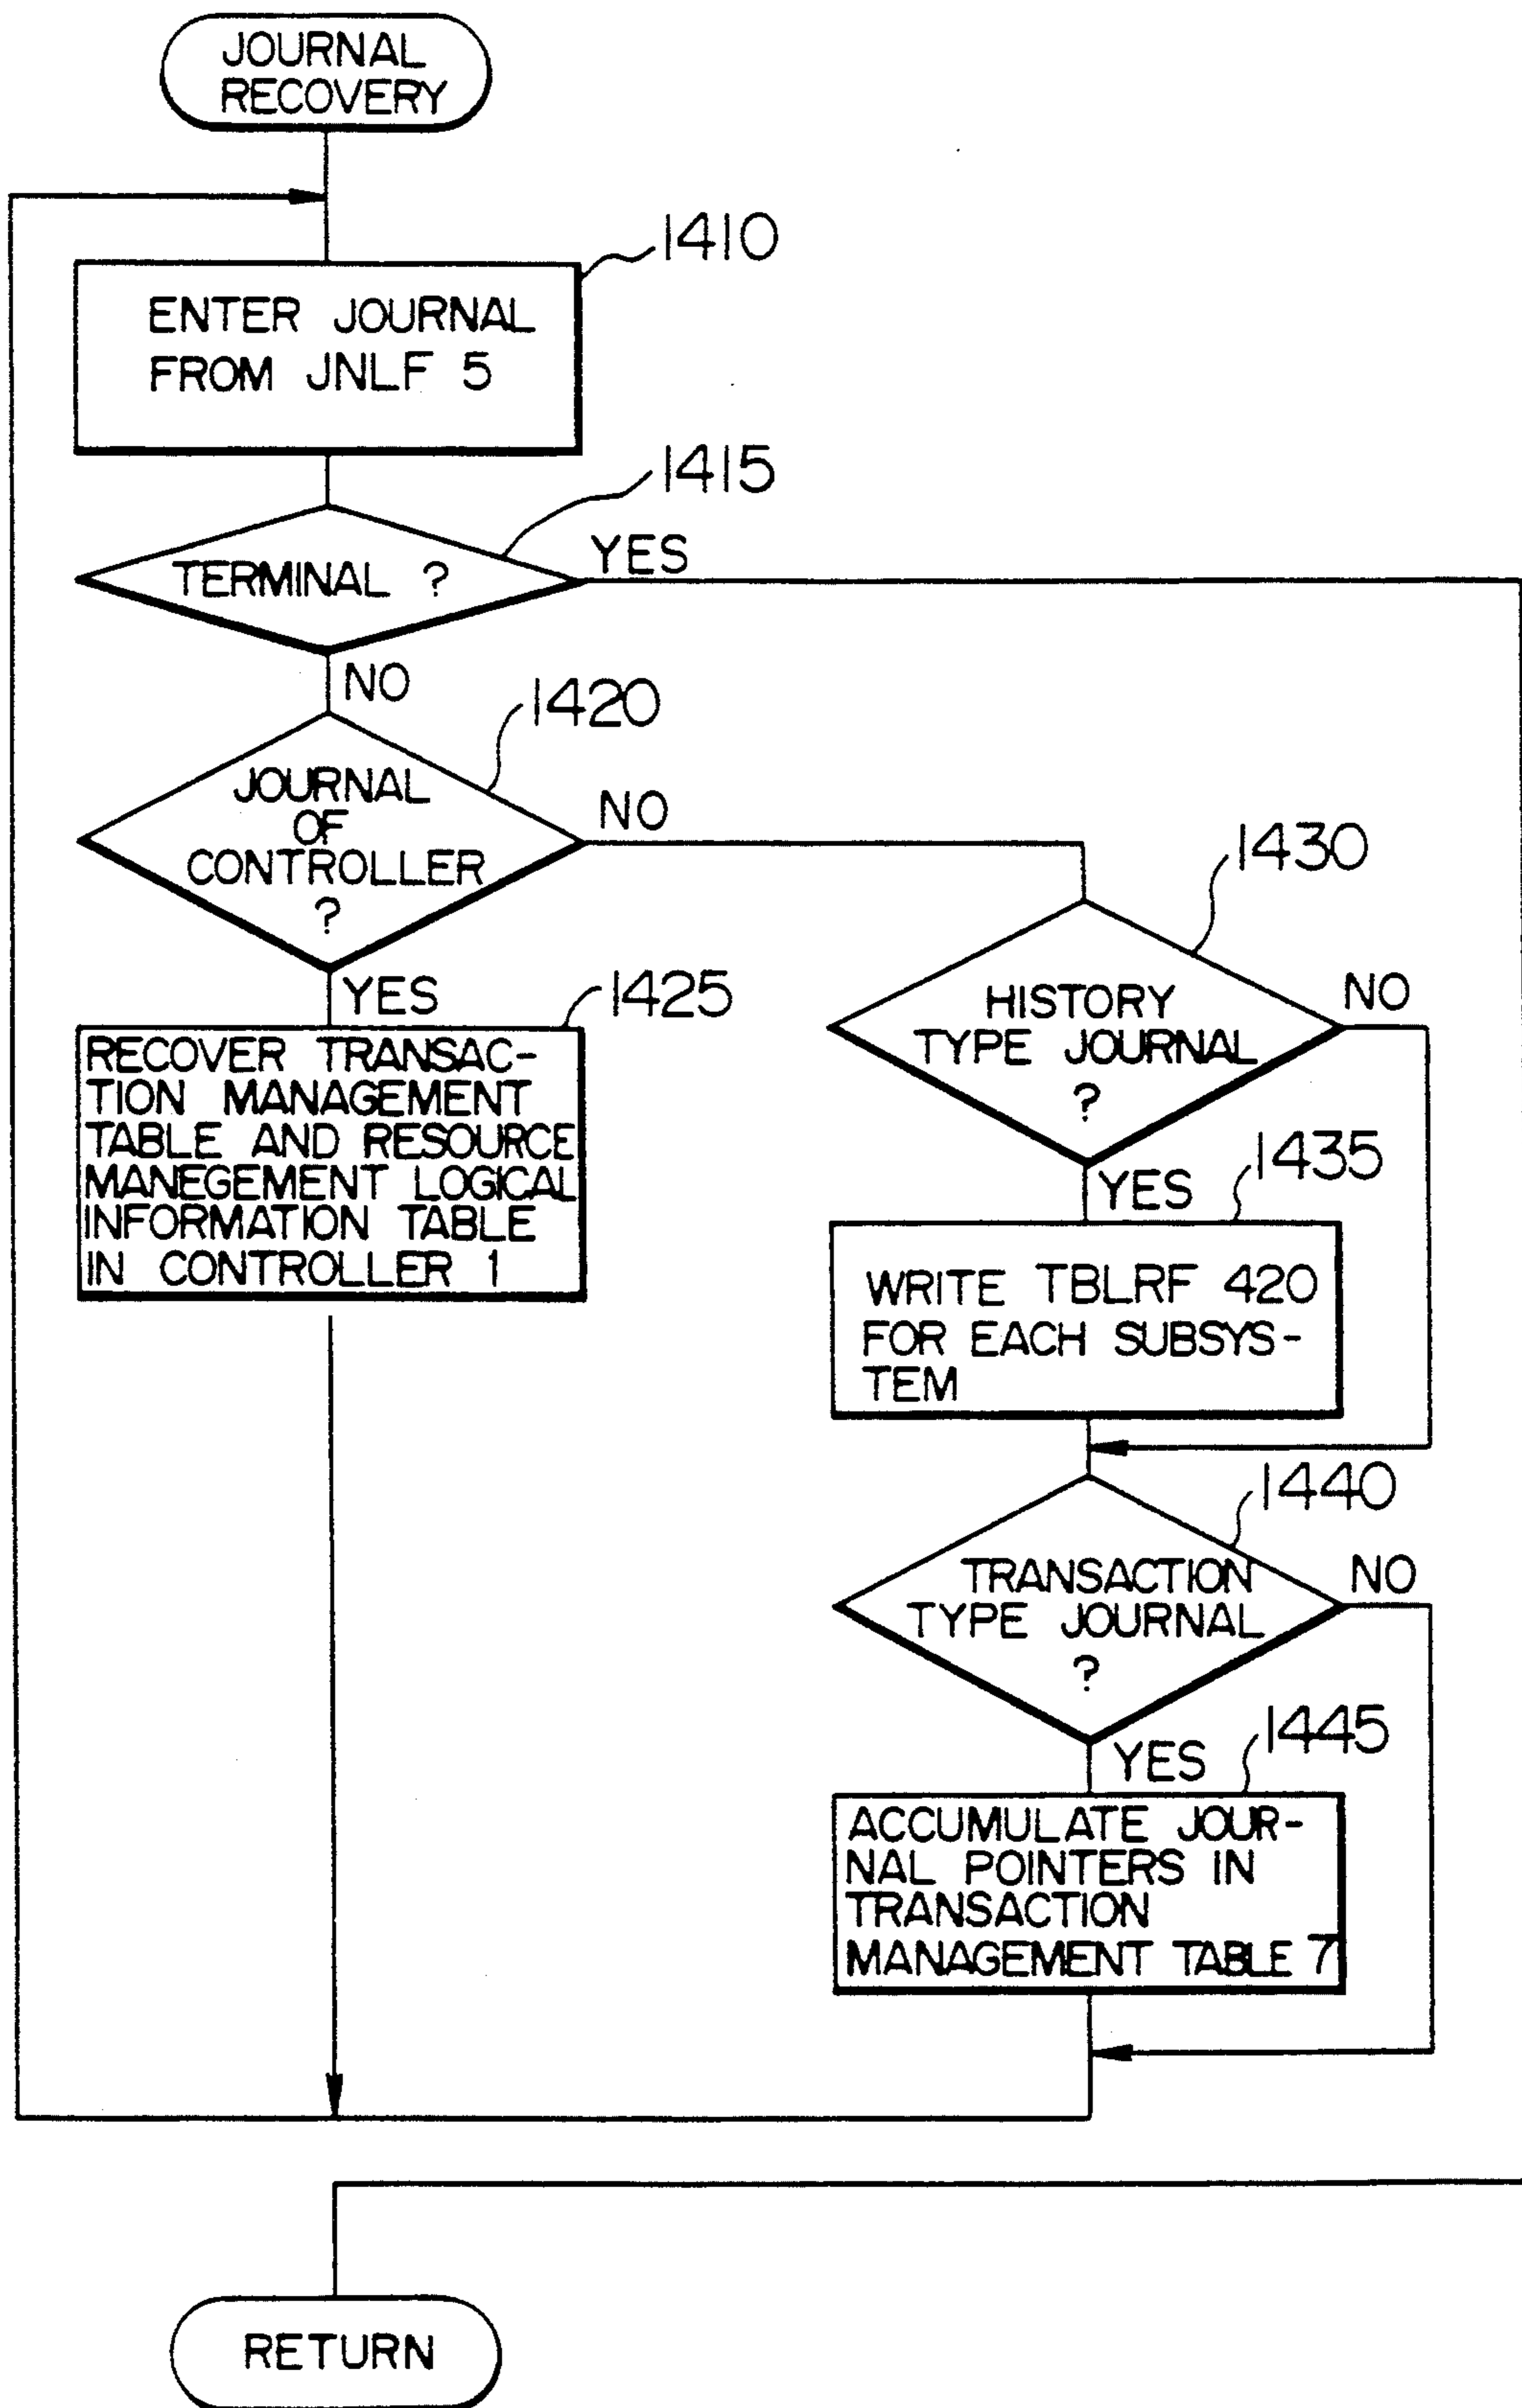 JOURNAL
RECOVERY
1410
ENTER JOURNAL
FROM JNLF 5
1415
TERMINAL ?
YES
NO
1420
JOURNAL
OF
CONTROLLER
?
NO
1430
YES
1425
HISTORY
TYPE JOURNAL
?
NO
RECOVER TRANSAC-
TION MANAGEMENT
TABLE AND RESOURCE
MANEGEMENT LOGICAL
INFORMATION TABLE
IN CONTROLLER 1
YES
1435
WRITE TBLRF 420
FOR EACH SUBSYS-
TEM
1440
TRANSACTION
TYPE JOURNAL
?
NO
YES
1445
ACCUMULATE JOUR-
NAL POINTERS IN
TRANSACTION
MANAGEMENT TABLE 7
RETURN